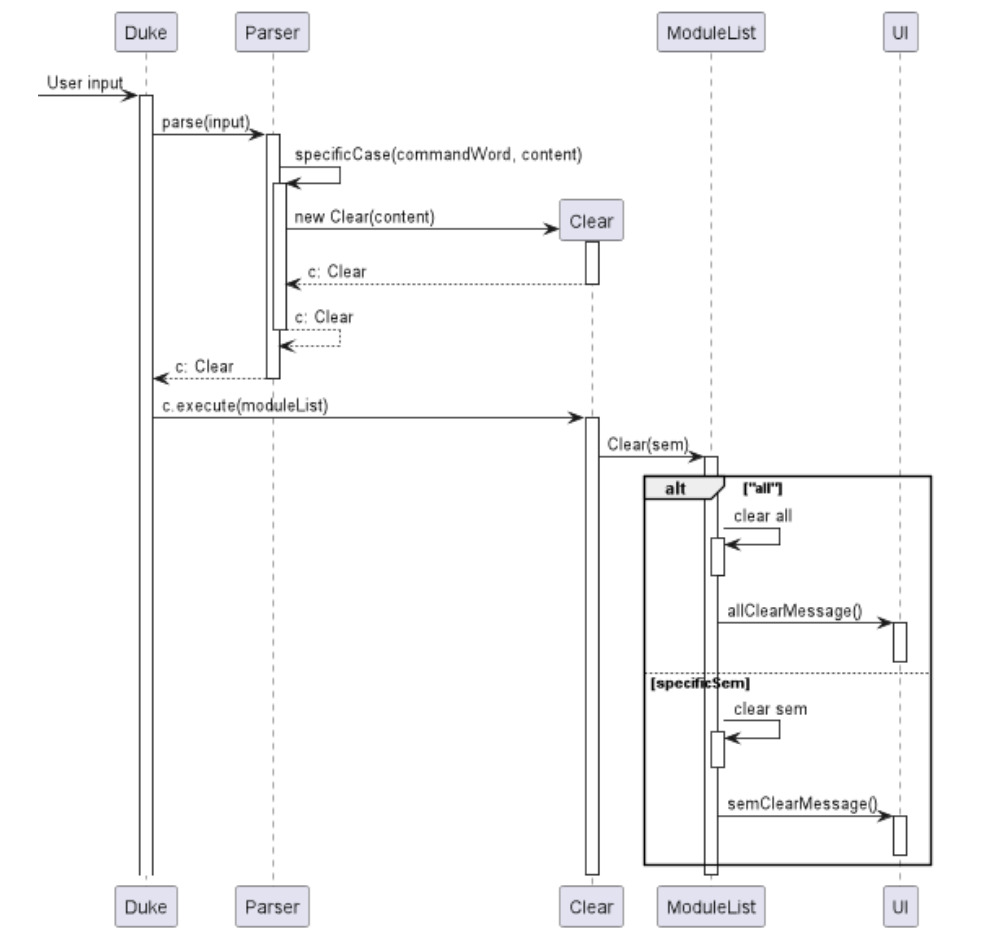 Duke
Parser
ModuleList
UI
User input
parse(input)
specificCase(commandWord, content)
new Clear(content)
Clear
c: Clear
c: Clear
c: Clear
c.execute(moduleList)
Clear(sem)
alt
["all"]
clear all
allClearMessage()
[specificSem]
clear sem
semClearMessage()
Duke
Parser
Clear
ModuleList
UI